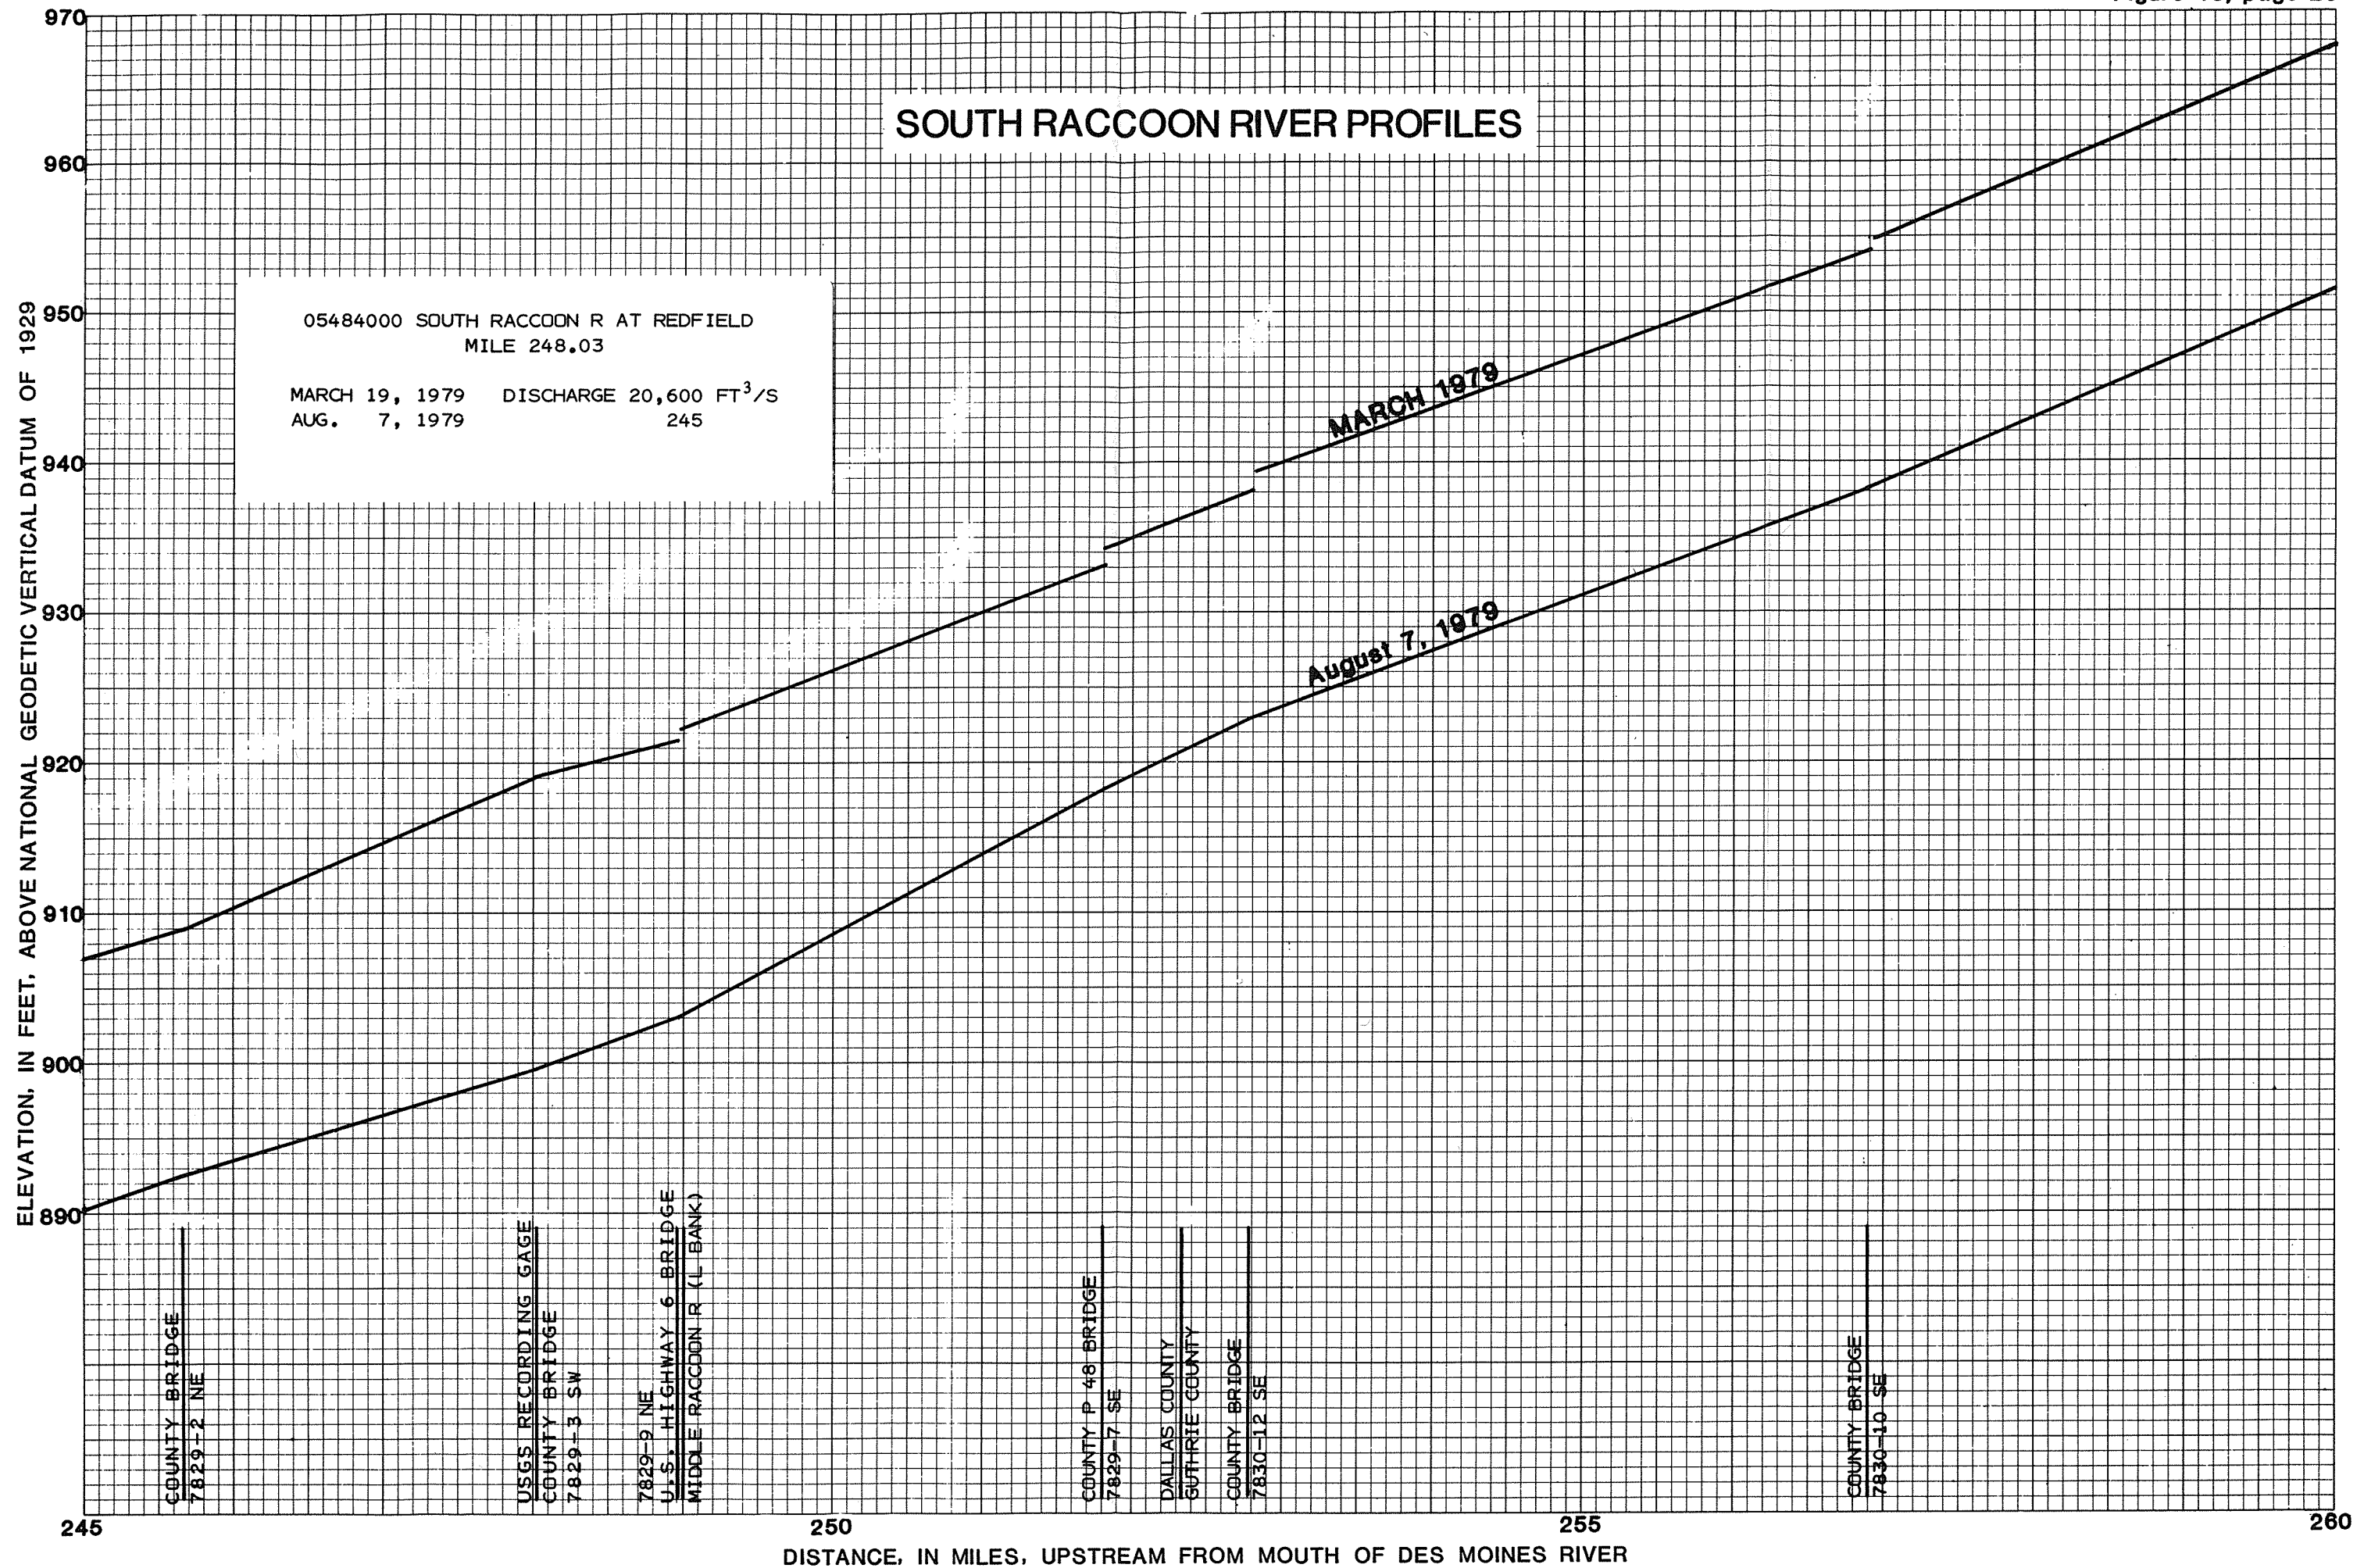 SOUTH RACCOON RIVER PROFILES
05484000 SOUTH RACCOON R AT REDFIELD
MILE 248.03
MARCH 19, 1979 DISCHARGE 20,600 FT³/S
AUG. 7, 1979 245
MARCH 1979
August 7, 1979
ELEVATION, IN FEET, ABOVE NATIONAL GEODETIC VERTICAL DATUM OF 1929
970
960
950
940
930
920
910
900
890
COUNTY BRIDGE
7829-2 NE
USGS RECORDING GAGE
COUNTY BRIDGE
7829-3 SW
7829-9 NE
U.S. HIGHWAY 6 BRIDGE
MIDDLE RACCOON R (L BANK)
COUNTY P 48 BRIDGE
7829-7 SE
DALLAS COUNTY
GUTHRIE COUNTY
COUNTY BRIDGE
7830-12 SE
COUNTY BRIDGE
7830-10 SE
245
250
255
260
DISTANCE, IN MILES, UPSTREAM FROM MOUTH OF DES MOINES RIVER